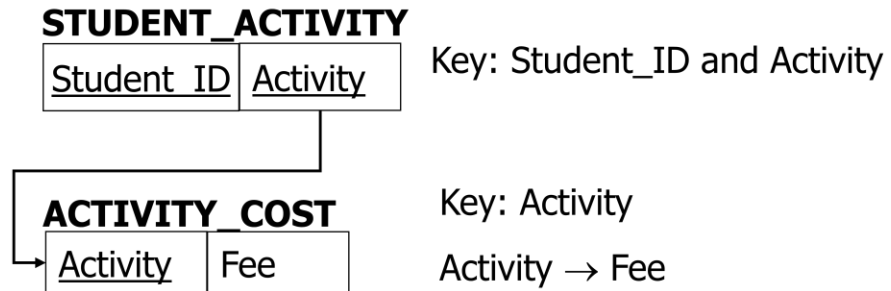 STUDENT_ACTIVITY
Student_ID Activity Key: Student_ID and Activity
ACTIVITY_COST Key: Activity
Activity Fee Activity → Fee